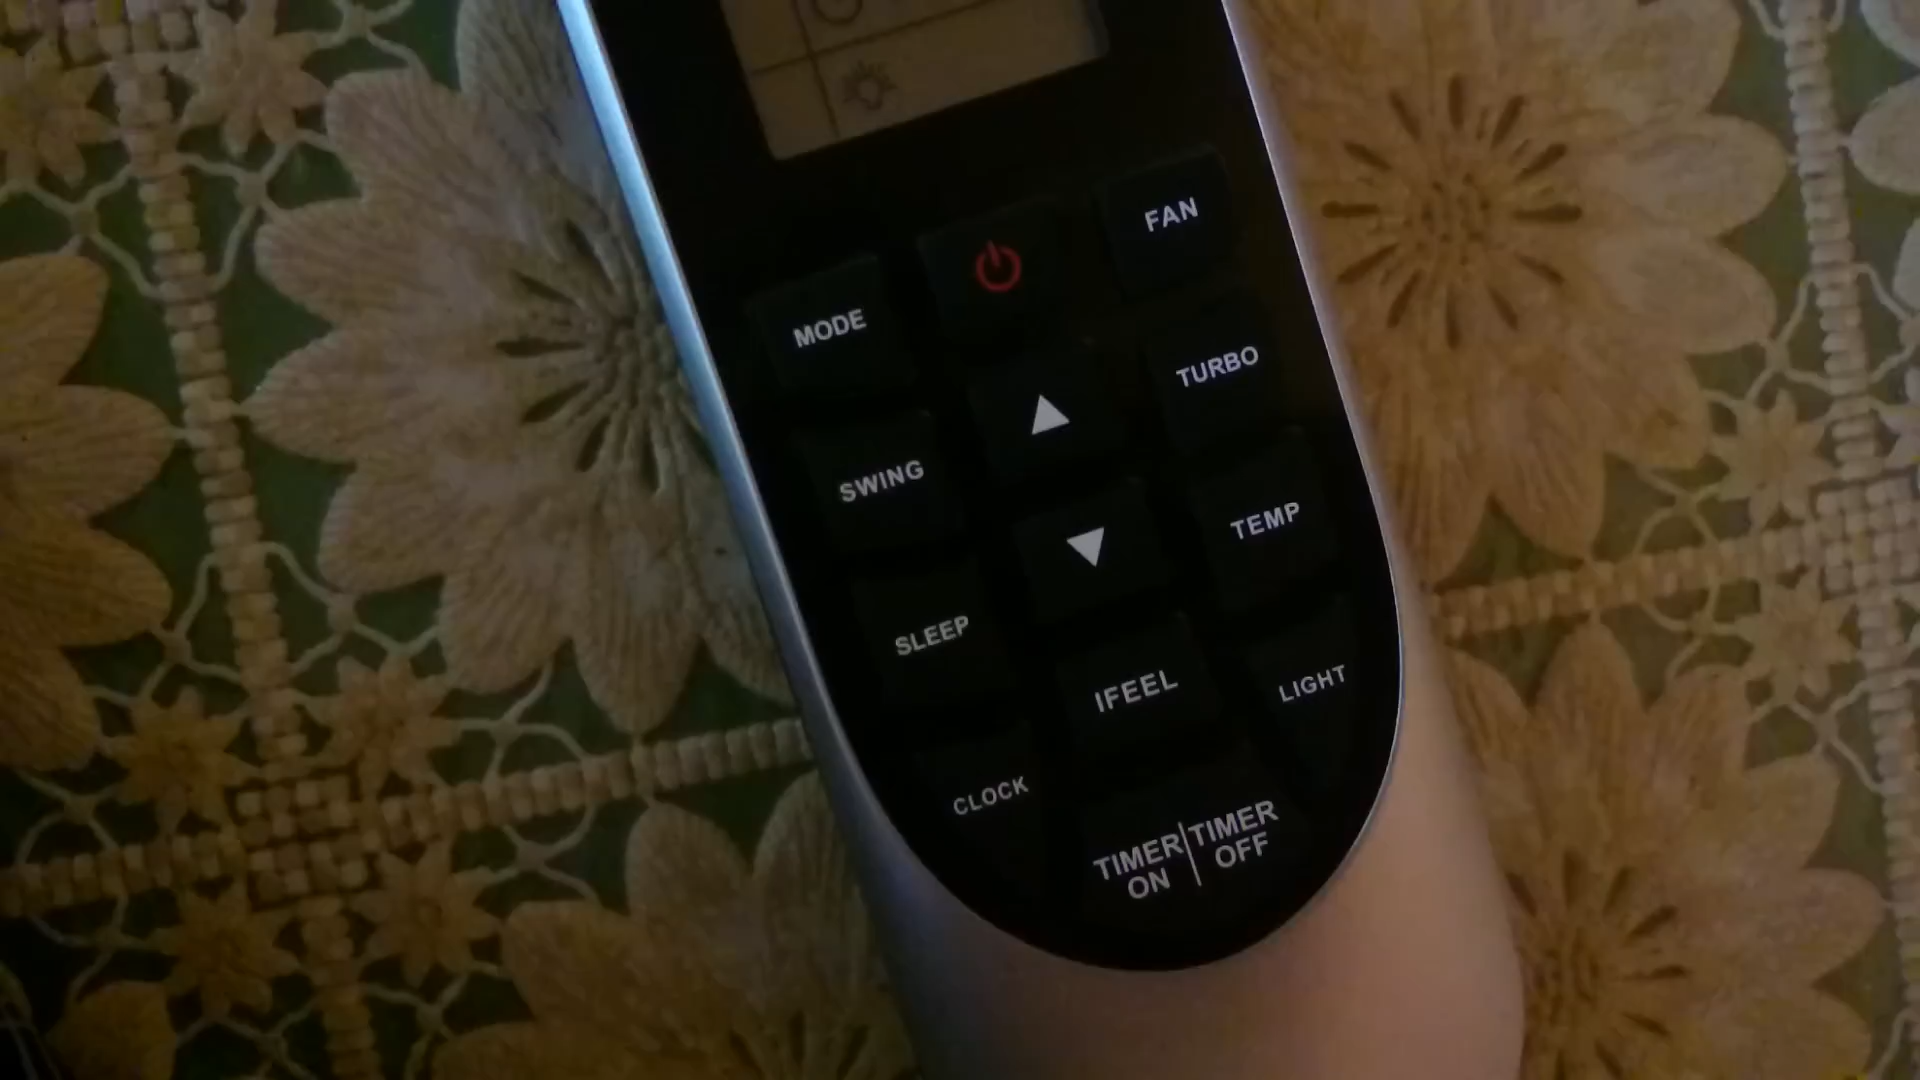 FAN
MODE
TURBO
SWING
TEMP
SLEEP
IFEEL
LIGHT
CLOCK
TIMER ON
TIMER OFF